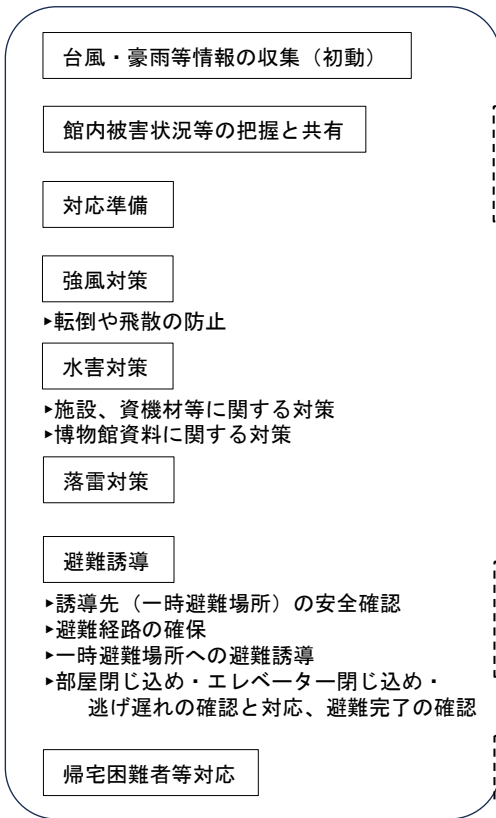 台風・豪雨等情報の収集（初動）
館内被害状況等の把握と共有
対応準備
強風対策
▶転倒や飛散の防止
水害対策
▶施設、資機材等に関する対策
▶博物館資料に関する対策
落雷対策
避難誘導
▶誘導先（一時避難場所）の安全確認
▶避難経路の確保
▶一時避難場所への避難誘導
▶部屋閉じ込め・エレベーター閉じ込め・
逃げ遅れの確認と対応、避難完了の確認
帰宅困難者等対応